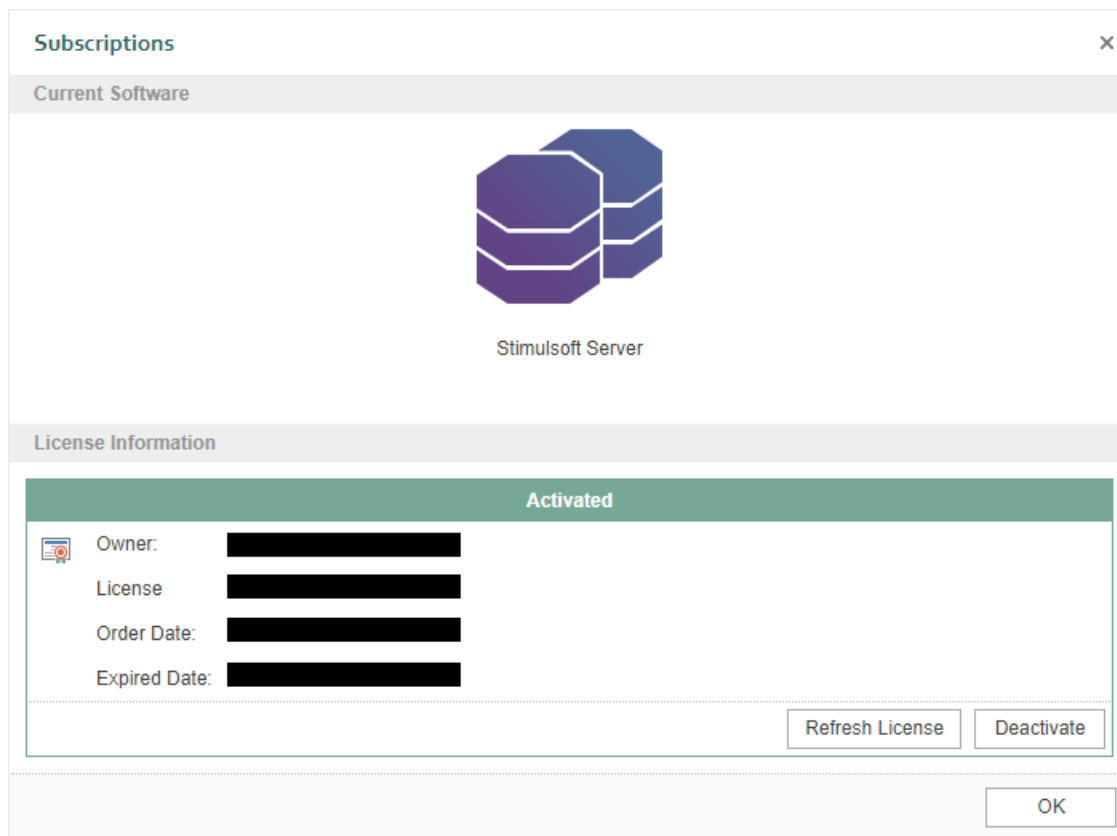 Subscriptions
Current Software
Stimulsoft Server
License Information
Activated
Owner:
License
Order Date:
Expired Date:
Refresh License Deactivate
OK